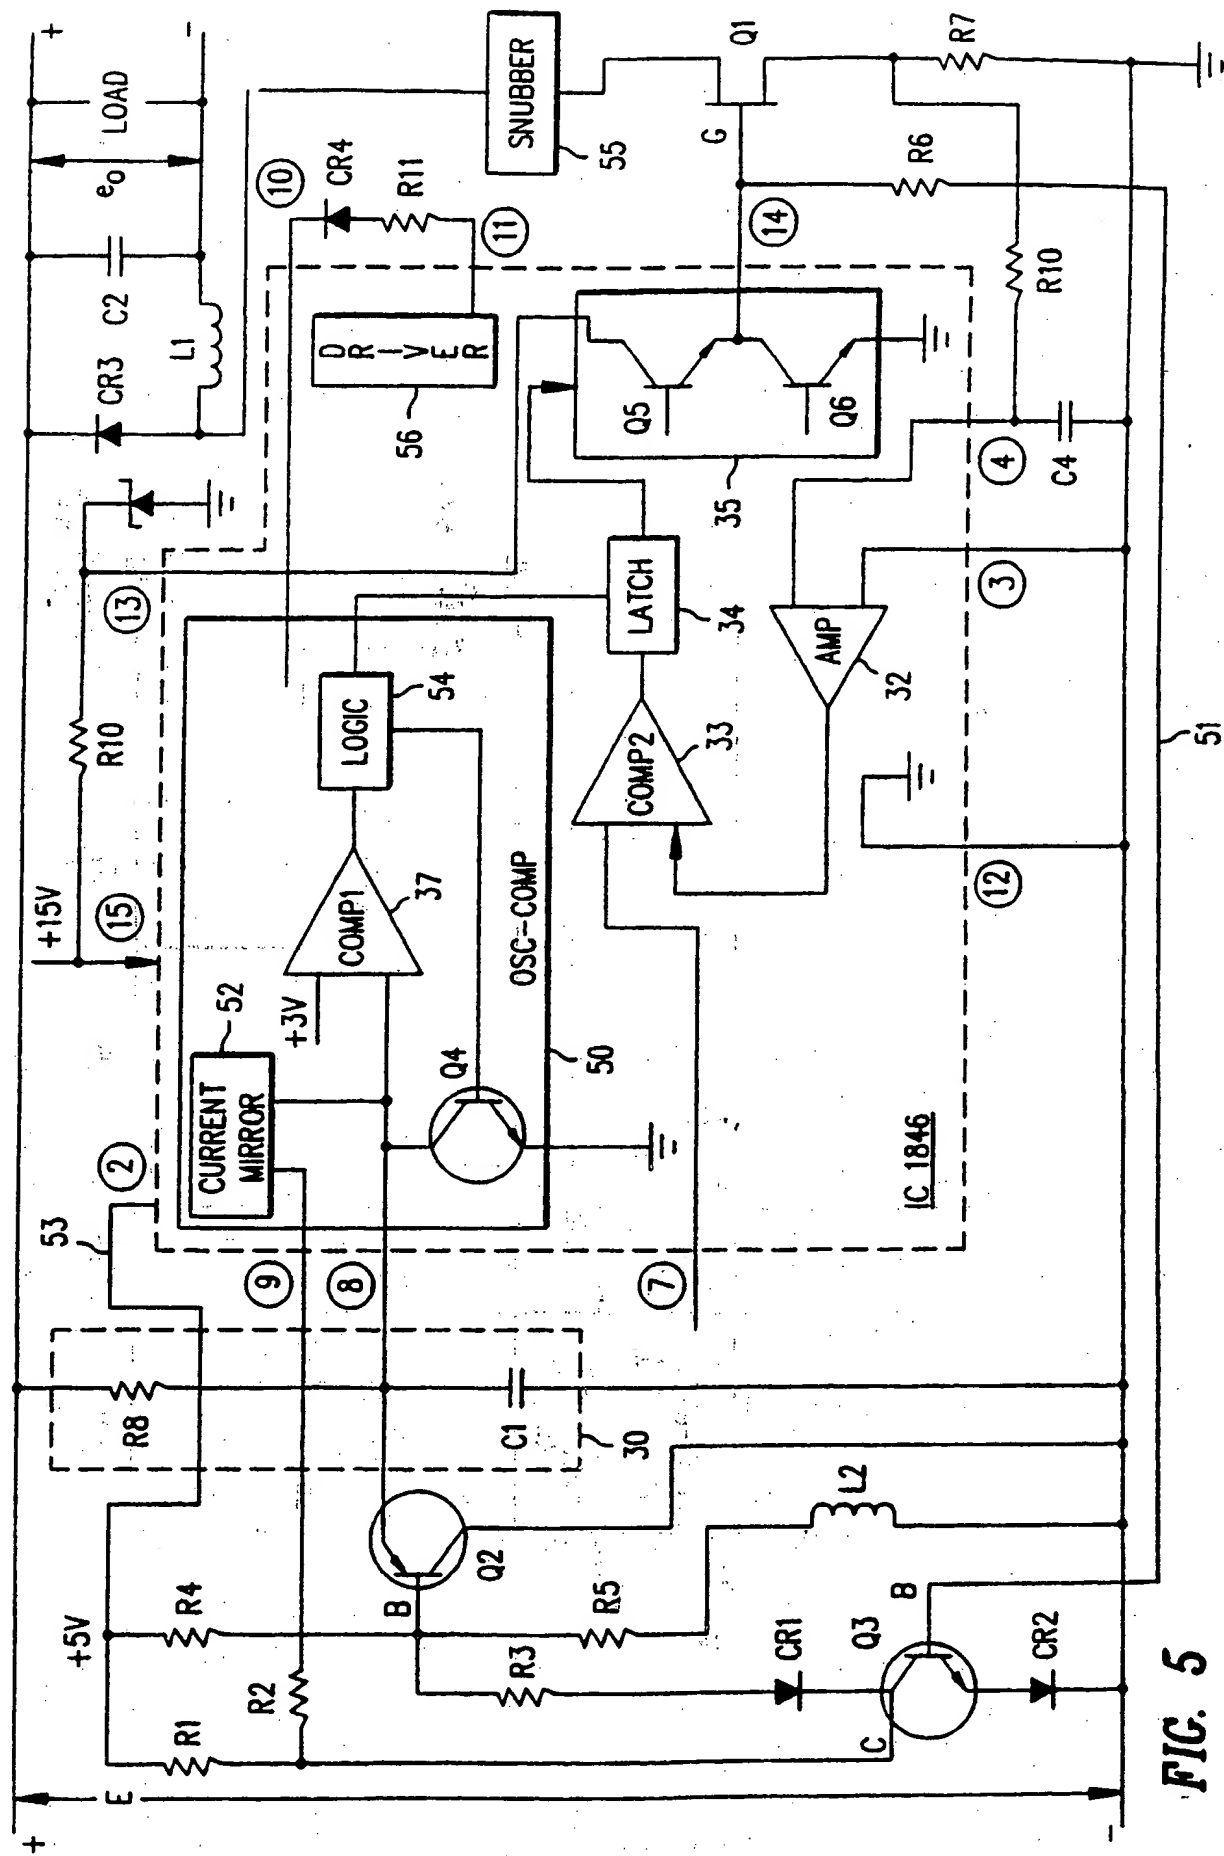 +
E
-
+5V
R1
R2
R4
B
R3
R5
Q2
CR1
C
Q3
B
CR2
L2
R8
C1
30
53
2
9
8
7
CURRENT
MIRROR
52
+3V
COMP1
37
LOGIC
54
Q4
50
OSC-COMP
IC 1846
+15V
15
R10
13
COMP2
33
LATCH
34
AMP
32
12
3
4
C4
51
35
Q5
Q6
DRIVER
56
11
10
CR4
R11
14
R10
R6
G
Q1
R7
SNUBBER
55
CR3
L1
C2
e0
LOAD
+
-
FIG. 5